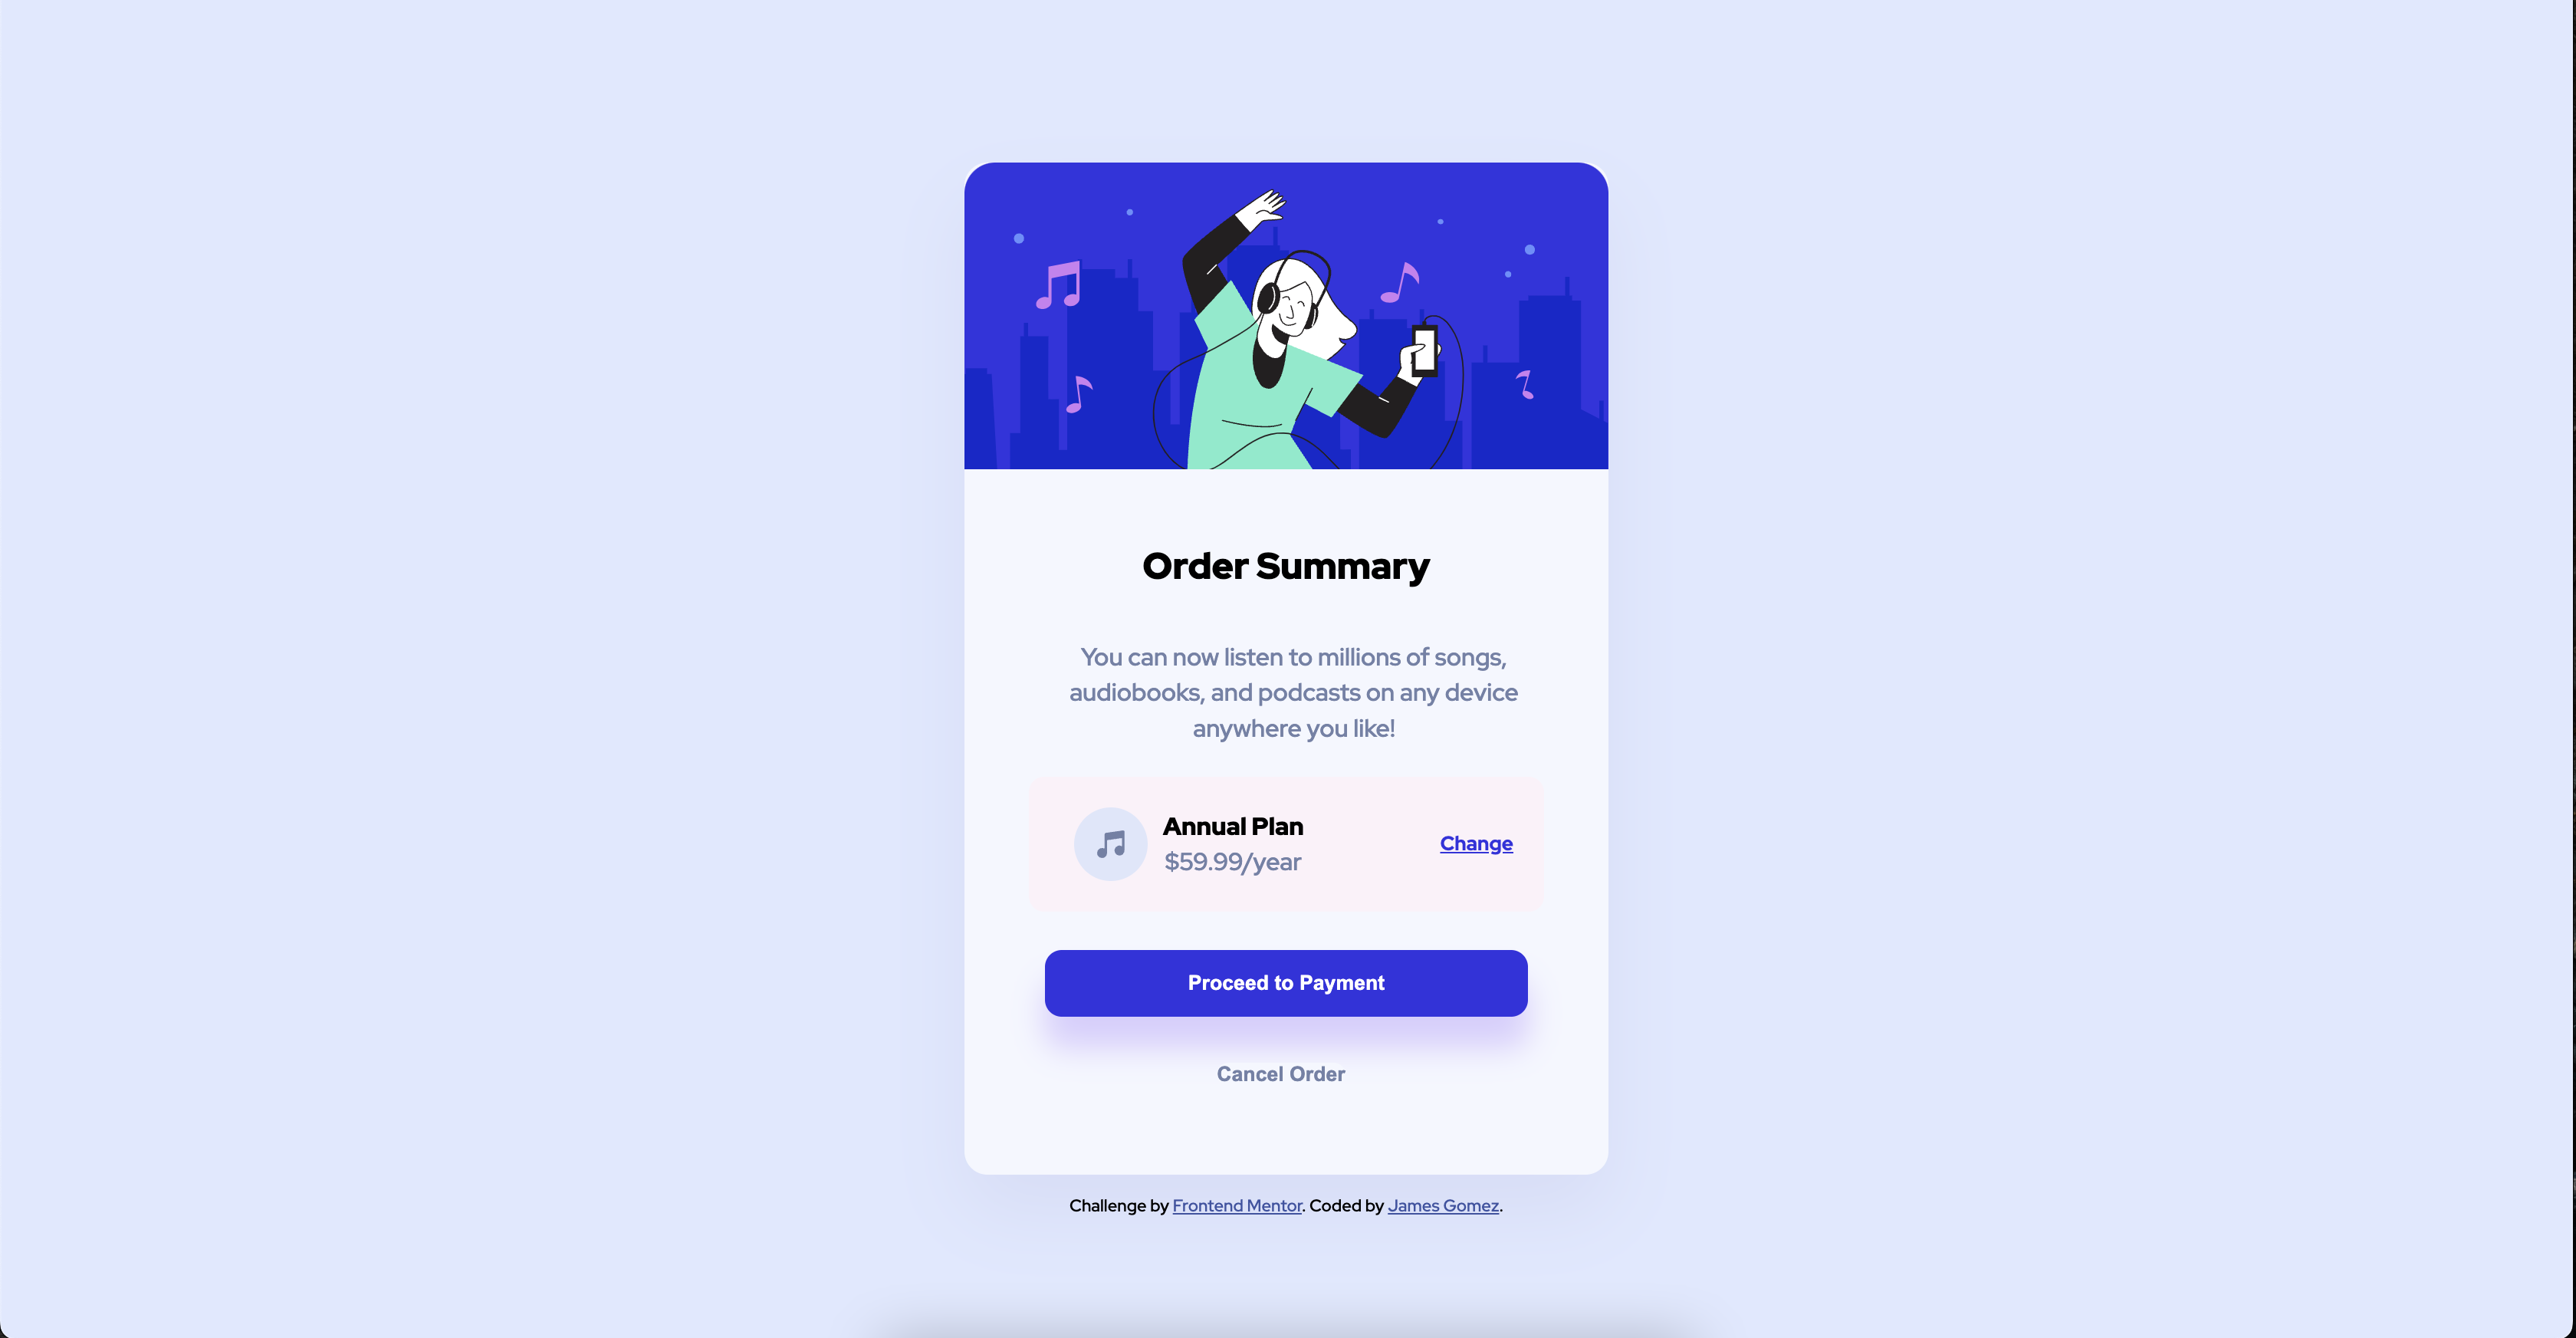 Order Summary
You can now listen to millions of songs,
audiobooks, and podcasts on any device
anywhere you like!
Annual Plan
$59.99/year
Change
Proceed to Payment
Cancel Order
Challenge by Frontend Mentor. Coded by James Gomez.